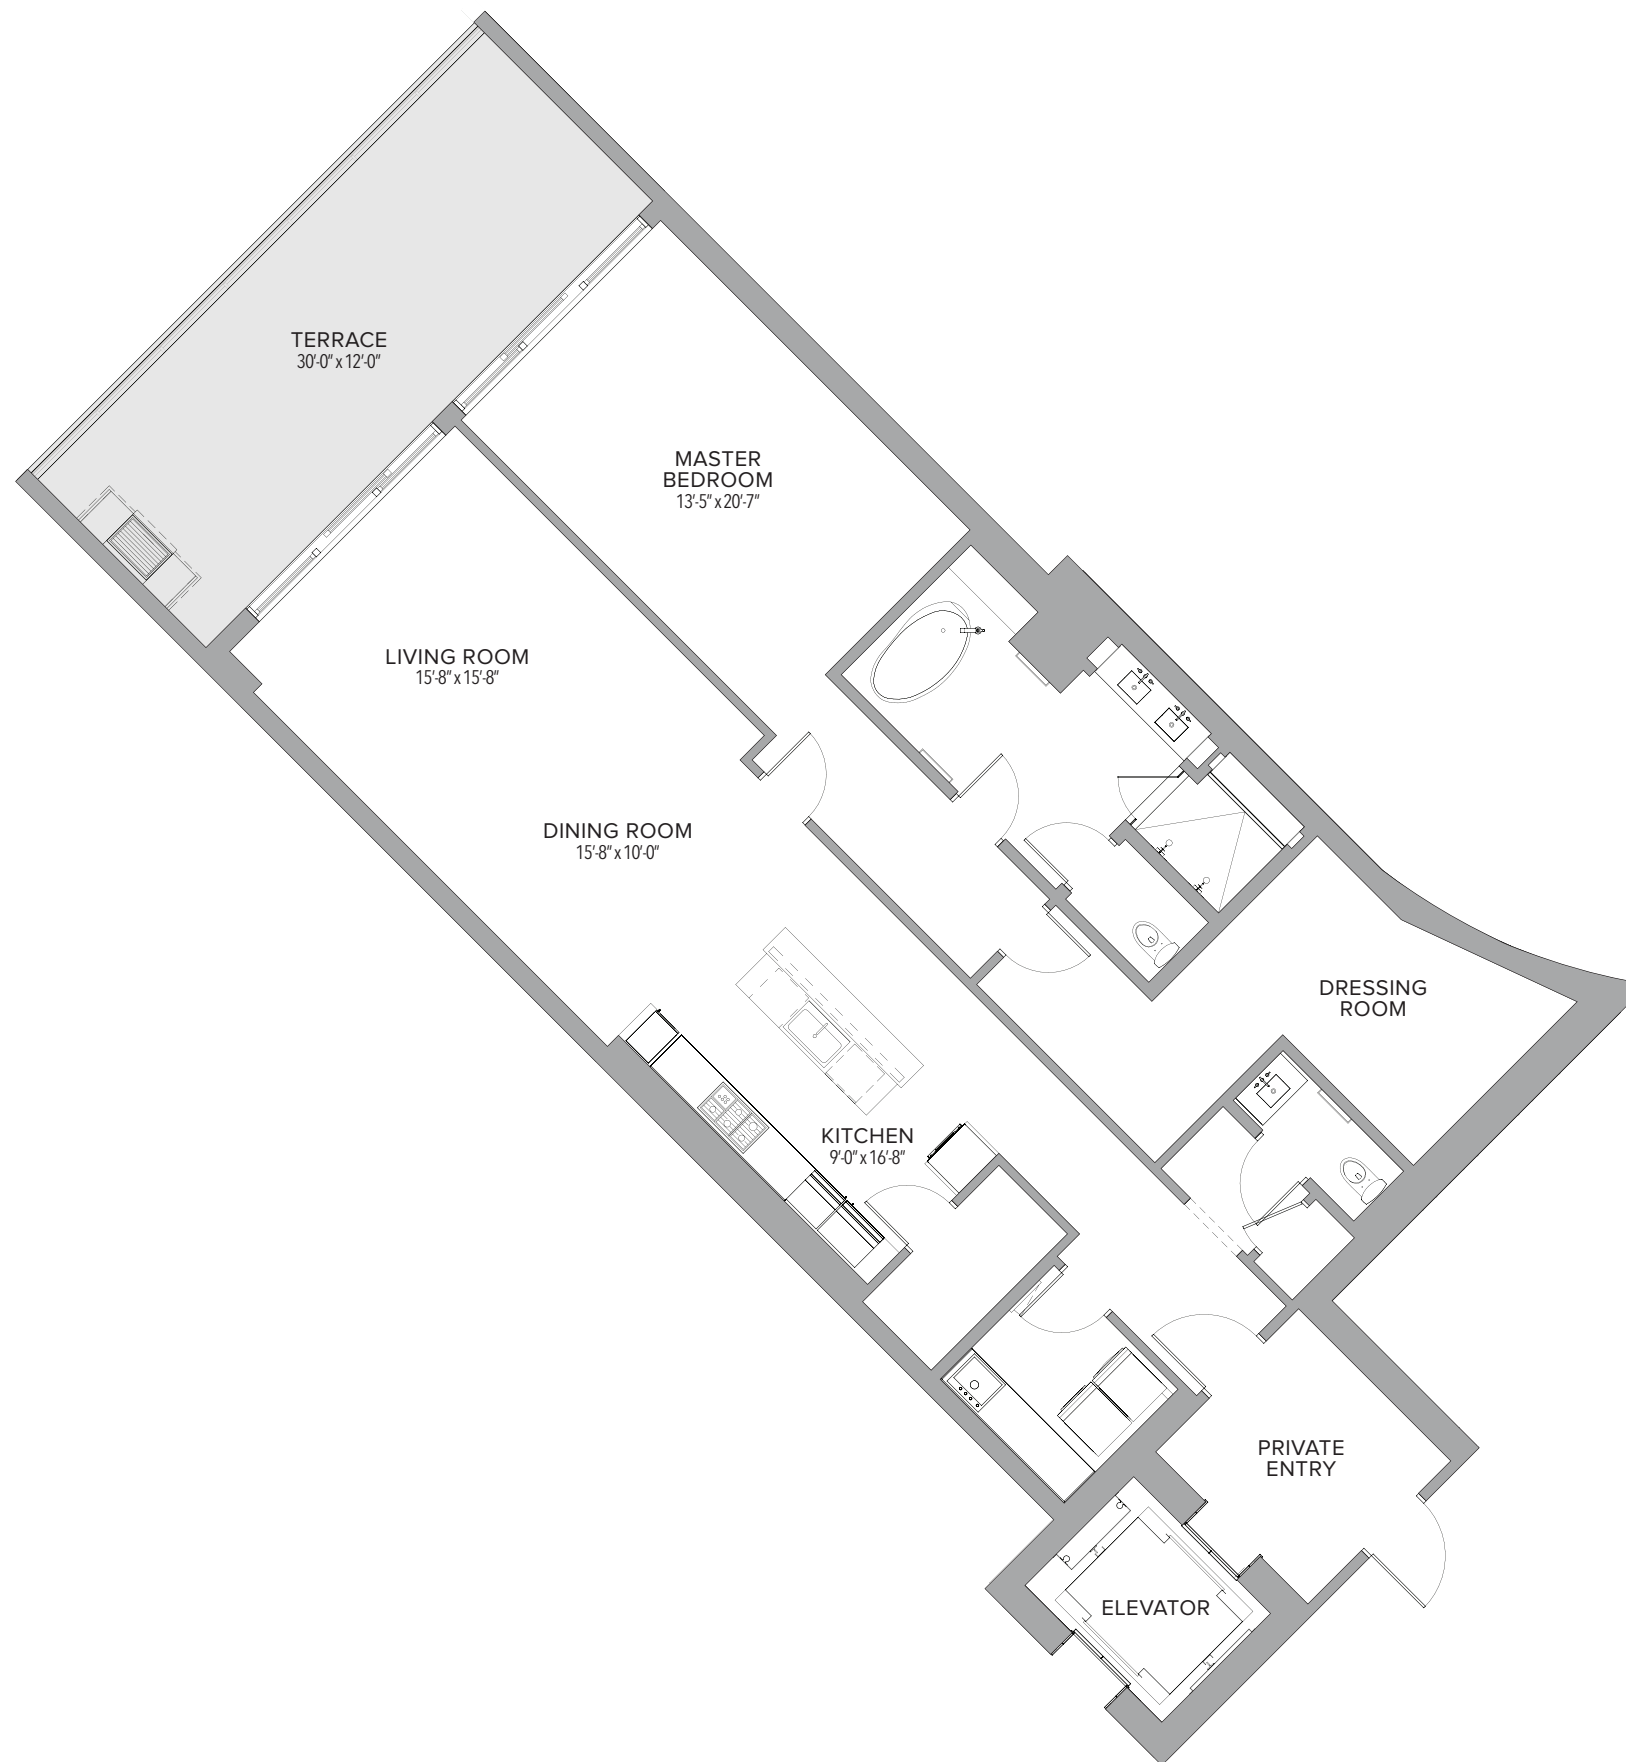 TERRACE
30'-0" x 12'-0"
MASTER
BEDROOM
13'-5" x 20'-7"
LIVING ROOM
15'-8" x 15'-8"
DINING ROOM
15'-8" x 10'-0"
DRESSING
ROOM
KITCHEN
9'-0" x 16'-8"
PRIVATE
ENTRY
ELEVATOR